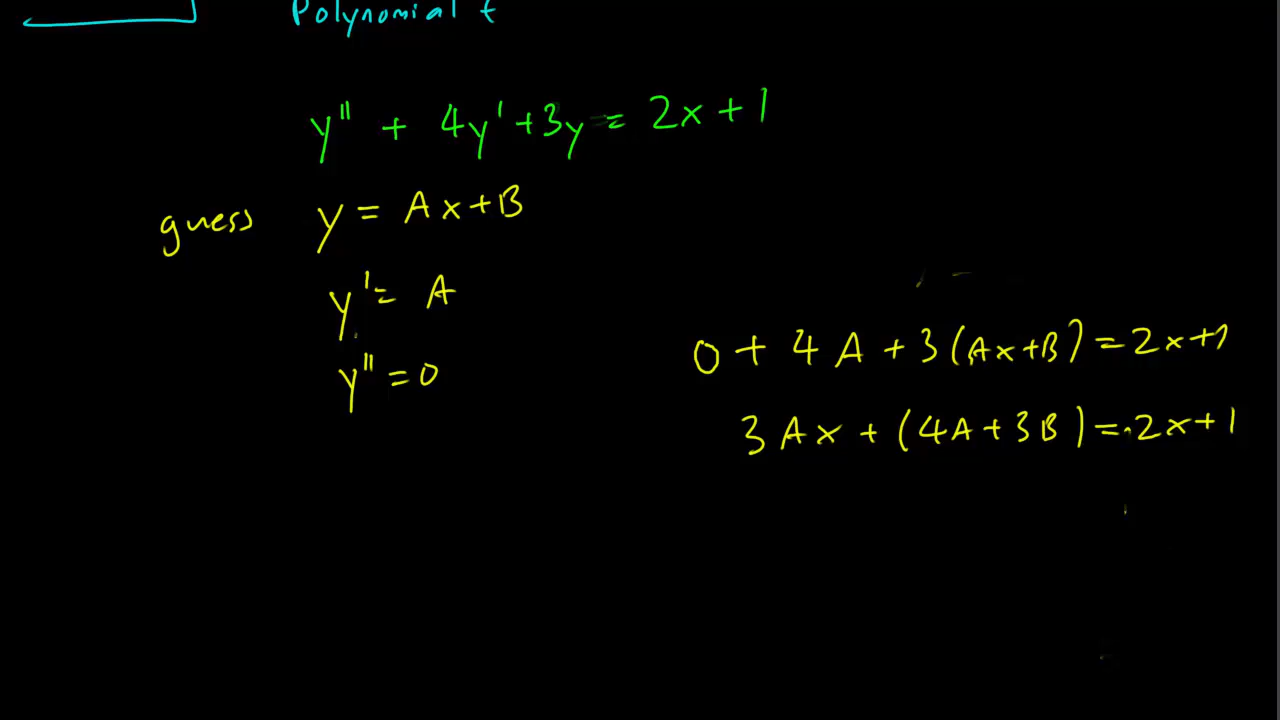 Polynomial t
y'' + 4y' + 3y = 2x + 1
guess y = Ax + B
y' = A
y'' = 0
0 + 4A + 3(Ax+B) = 2x+1
3Ax + (4A+3B) = 2x+1